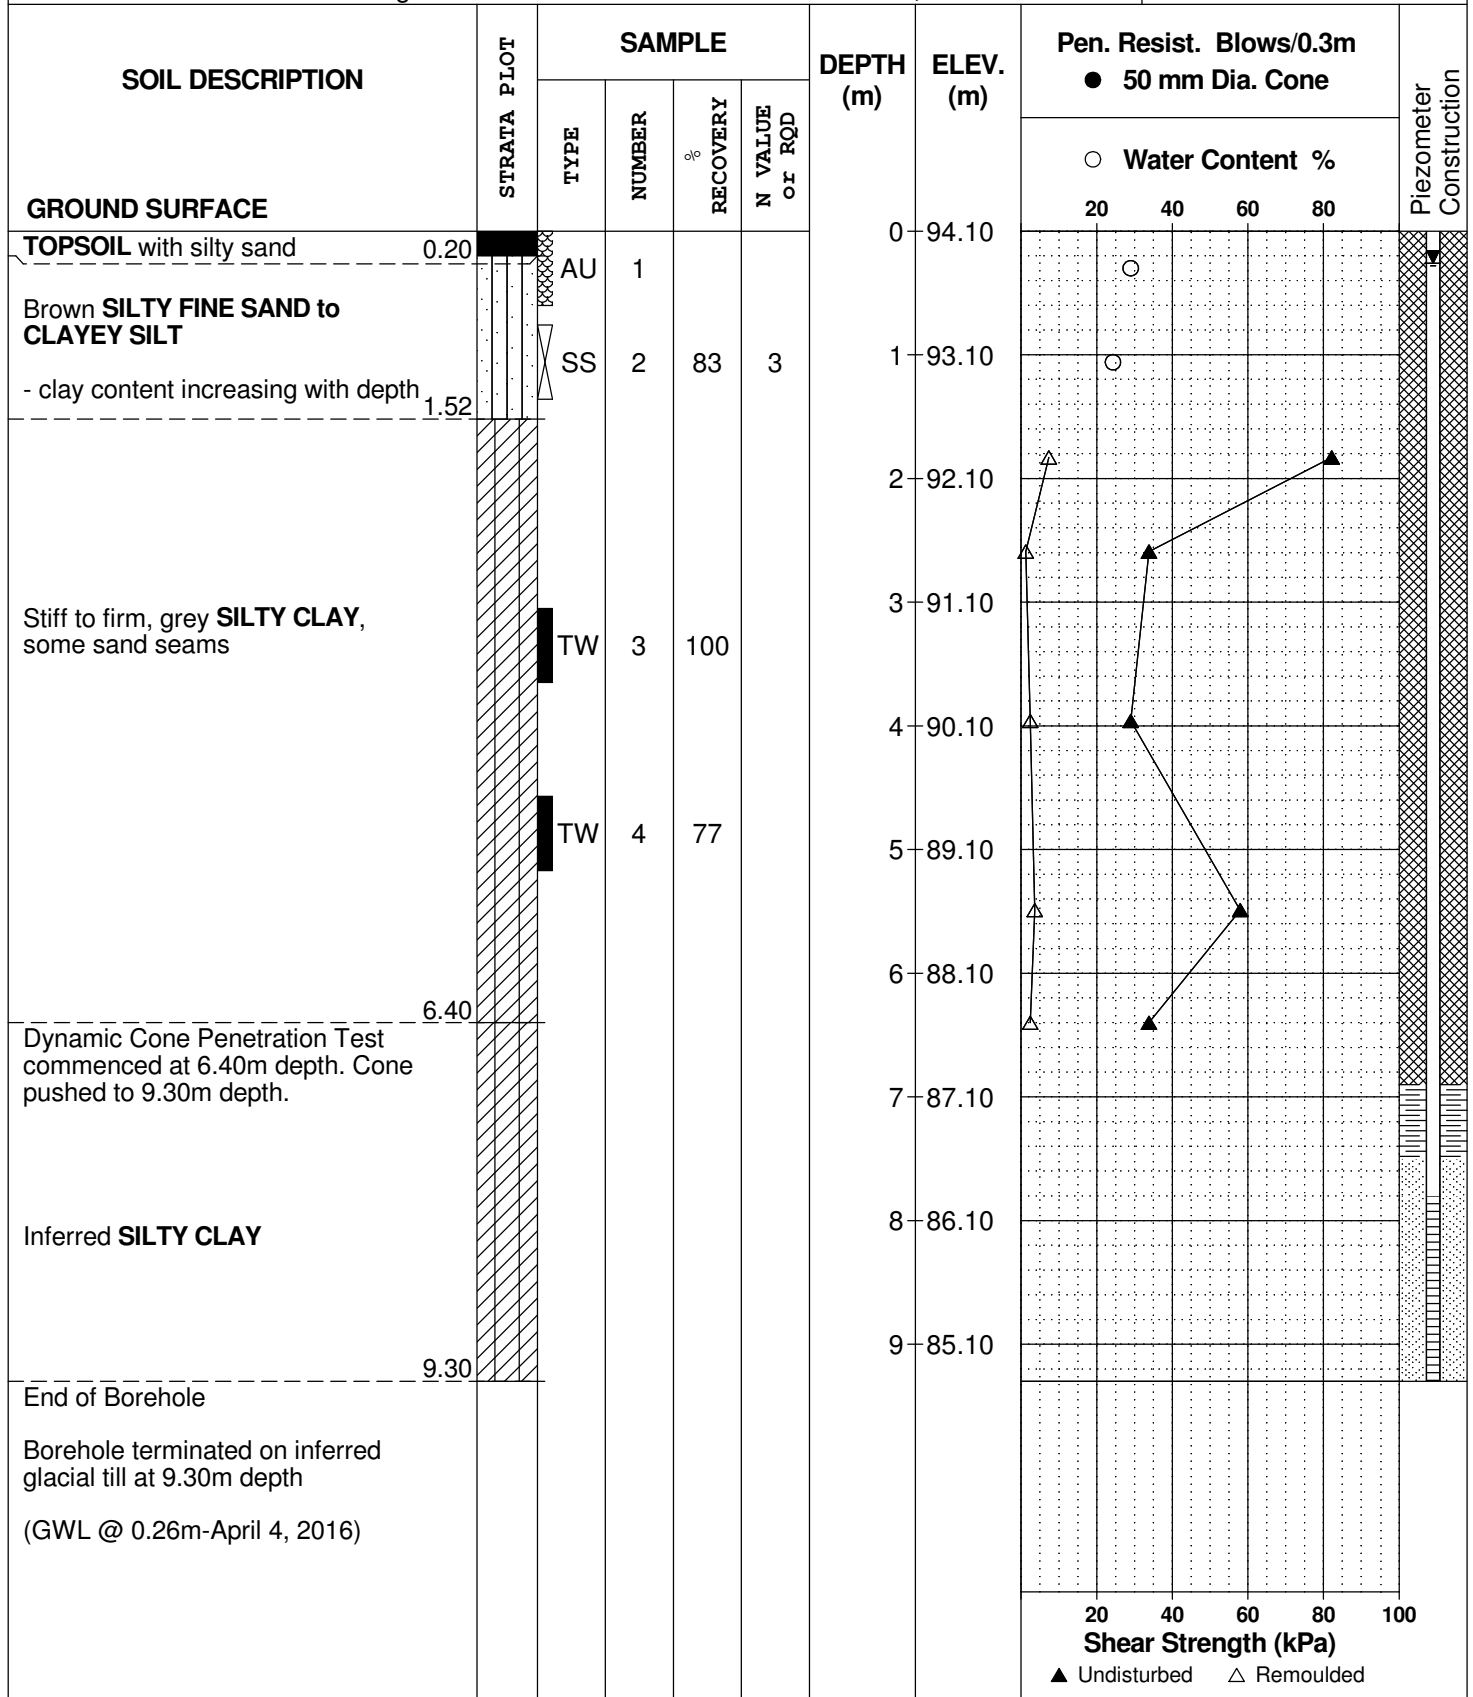 SOIL DESCRIPTION
GROUND SURFACE
STRATA PLOT
SAMPLE
TYPE
NUMBER
% RECOVERY
N VALUE or RQD
DEPTH (m)
ELEV. (m)
Pen. Resist. Blows/0.3m
● 50 mm Dia. Cone
○ Water Content %
20 40 60 80
Piezometer Construction
0 94.10
TOPSOIL with silty sand 0.20
AU 1
Brown SILTY FINE SAND to
CLAYEY SILT
SS 2 83 3
1 93.10
- clay content increasing with depth
1.52
2 92.10
3 91.10
Stiff to firm, grey SILTY CLAY,
some sand seams
TW 3 100
4 90.10
TW 4 77
5 89.10
6 88.10
6.40
Dynamic Cone Penetration Test
commenced at 6.40m depth. Cone
pushed to 9.30m depth.
7 87.10
8 86.10
Inferred SILTY CLAY
9 85.10
9.30
End of Borehole
Borehole terminated on inferred
glacial till at 9.30m depth
(GWL @ 0.26m-April 4, 2016)
20 40 60 80 100
Shear Strength (kPa)
▲ Undisturbed △ Remoulded